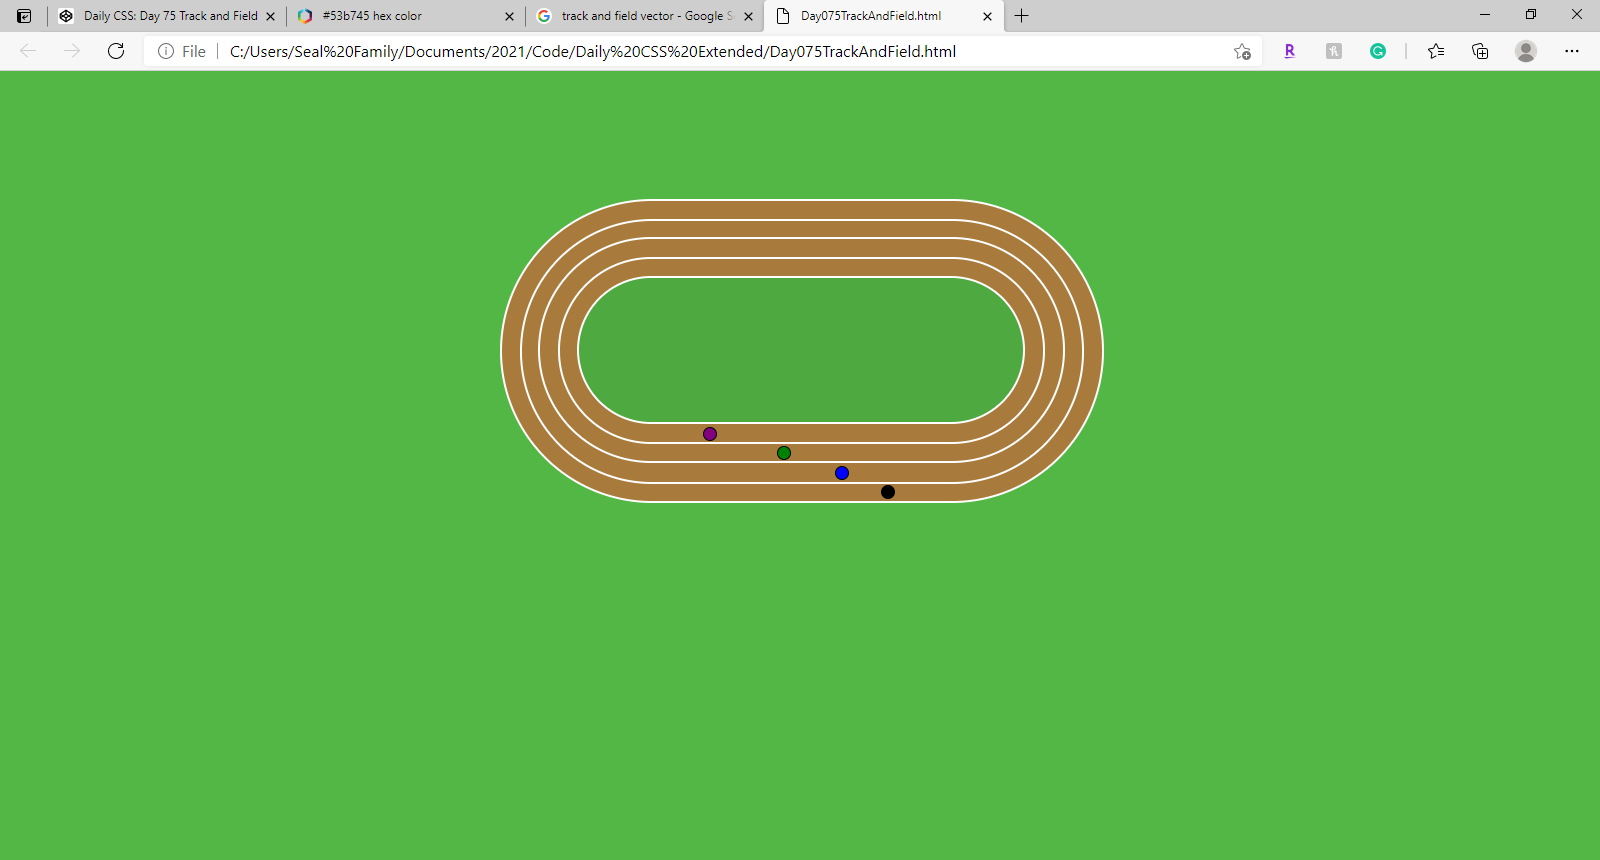 Daily CSS: Day 75 Track and Field
#53b745 hex color
track and field vector - Google S
Day075TrackAndField.html
File
C:/Users/Seal%20Family/Documents/2021/Code/Daily%20CSS%20Extended/Day075TrackAndField.html
R